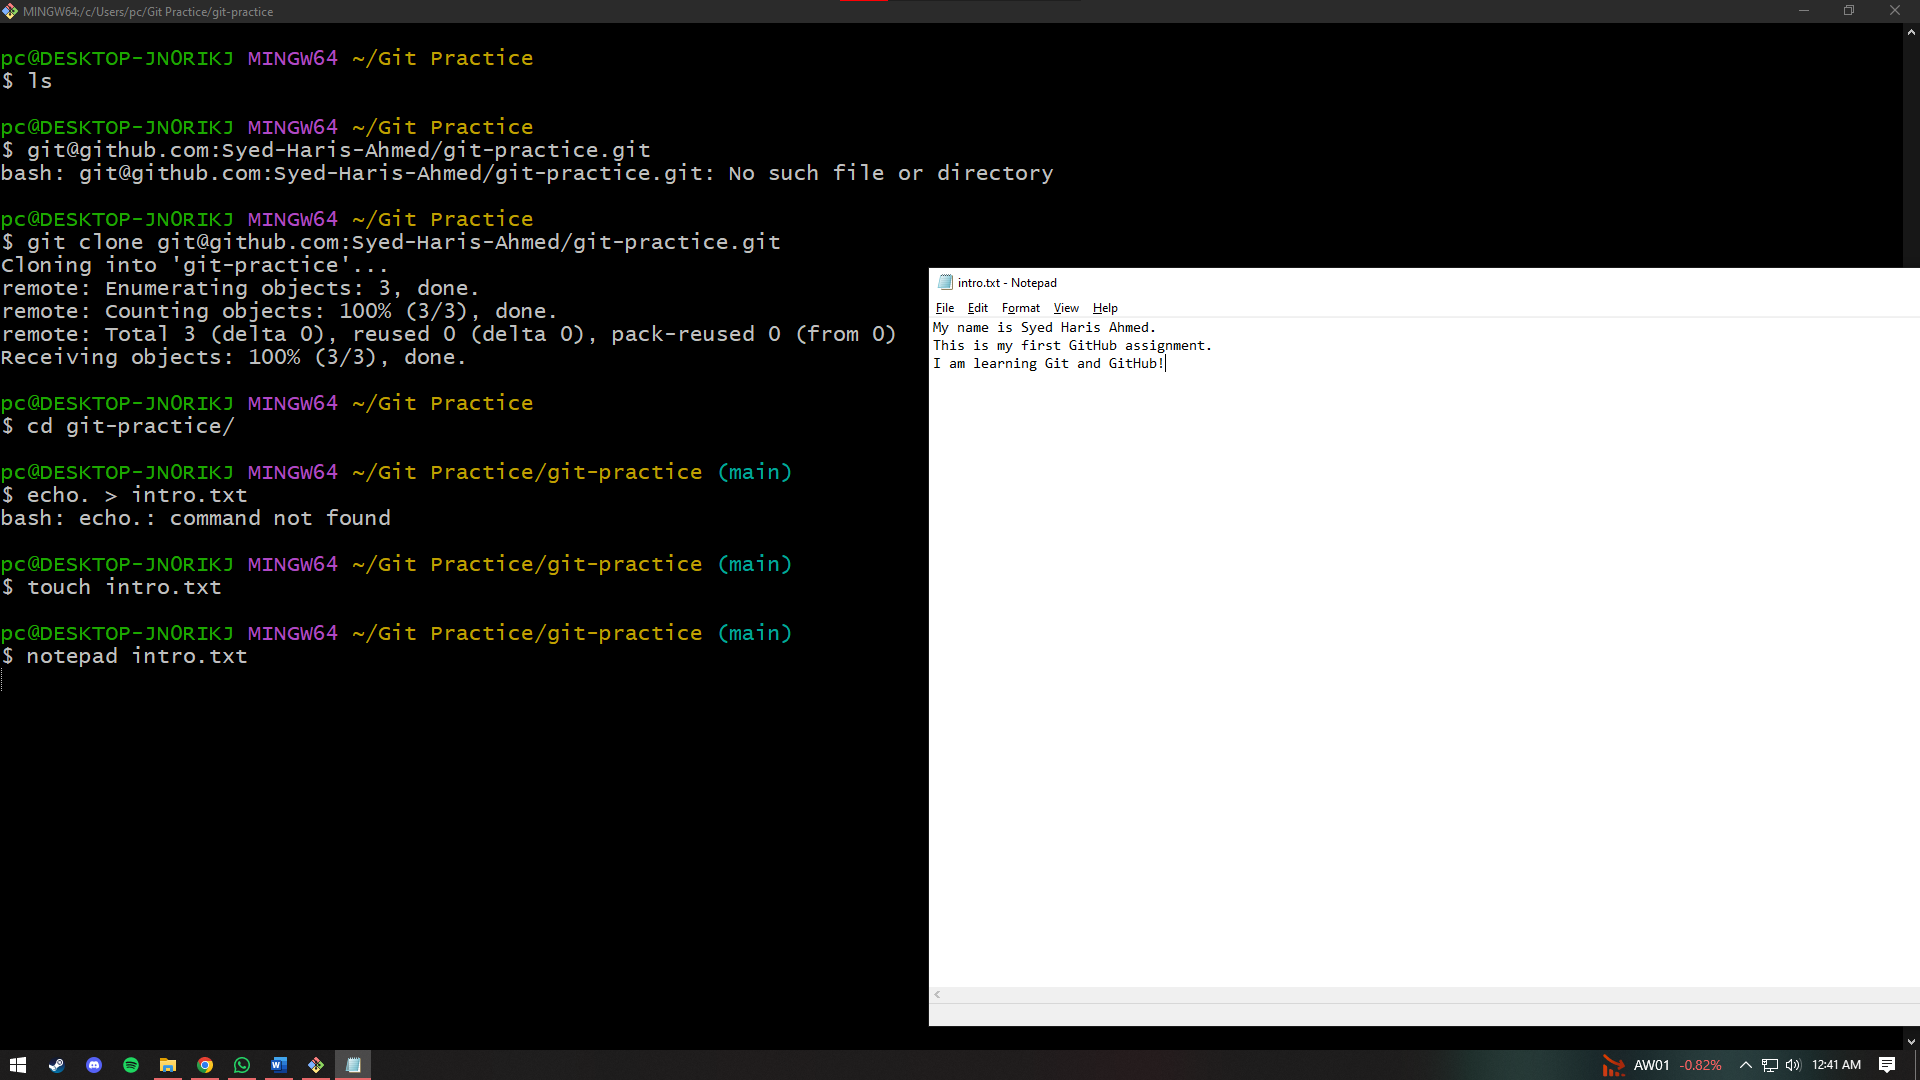 MINGW64:/c/Users/pc/Git Practice/git-practice
pc@DESKTOP-JN0RIKJ MINGW64 ~/Git Practice
$ ls
pc@DESKTOP-JN0RIKJ MINGW64 ~/Git Practice
$ git@github.com:Syed-Haris-Ahmed/git-practice.git
bash: git@github.com:Syed-Haris-Ahmed/git-practice.git: No such file or directory
pc@DESKTOP-JN0RIKJ MINGW64 ~/Git Practice
$ git clone git@github.com:Syed-Haris-Ahmed/git-practice.git
Cloning into 'git-practice'...
remote: Enumerating objects: 3, done.
remote: Counting objects: 100% (3/3), done.
remote: Total 3 (delta 0), reused 0 (delta 0), pack-reused 0 (from 0)
Receiving objects: 100% (3/3), done.
pc@DESKTOP-JN0RIKJ MINGW64 ~/Git Practice
$ cd git-practice/
pc@DESKTOP-JN0RIKJ MINGW64 ~/Git Practice/git-practice (main)
$ echo. > intro.txt
bash: echo.: command not found
pc@DESKTOP-JN0RIKJ MINGW64 ~/Git Practice/git-practice (main)
$ touch intro.txt
pc@DESKTOP-JN0RIKJ MINGW64 ~/Git Practice/git-practice (main)
$ notepad intro.txt
intro.txt - Notepad
File Edit Format View Help
My name is Syed Haris Ahmed.
This is my first GitHub assignment.
I am learning Git and GitHub!
AW01 -0.82% 12:41 AM